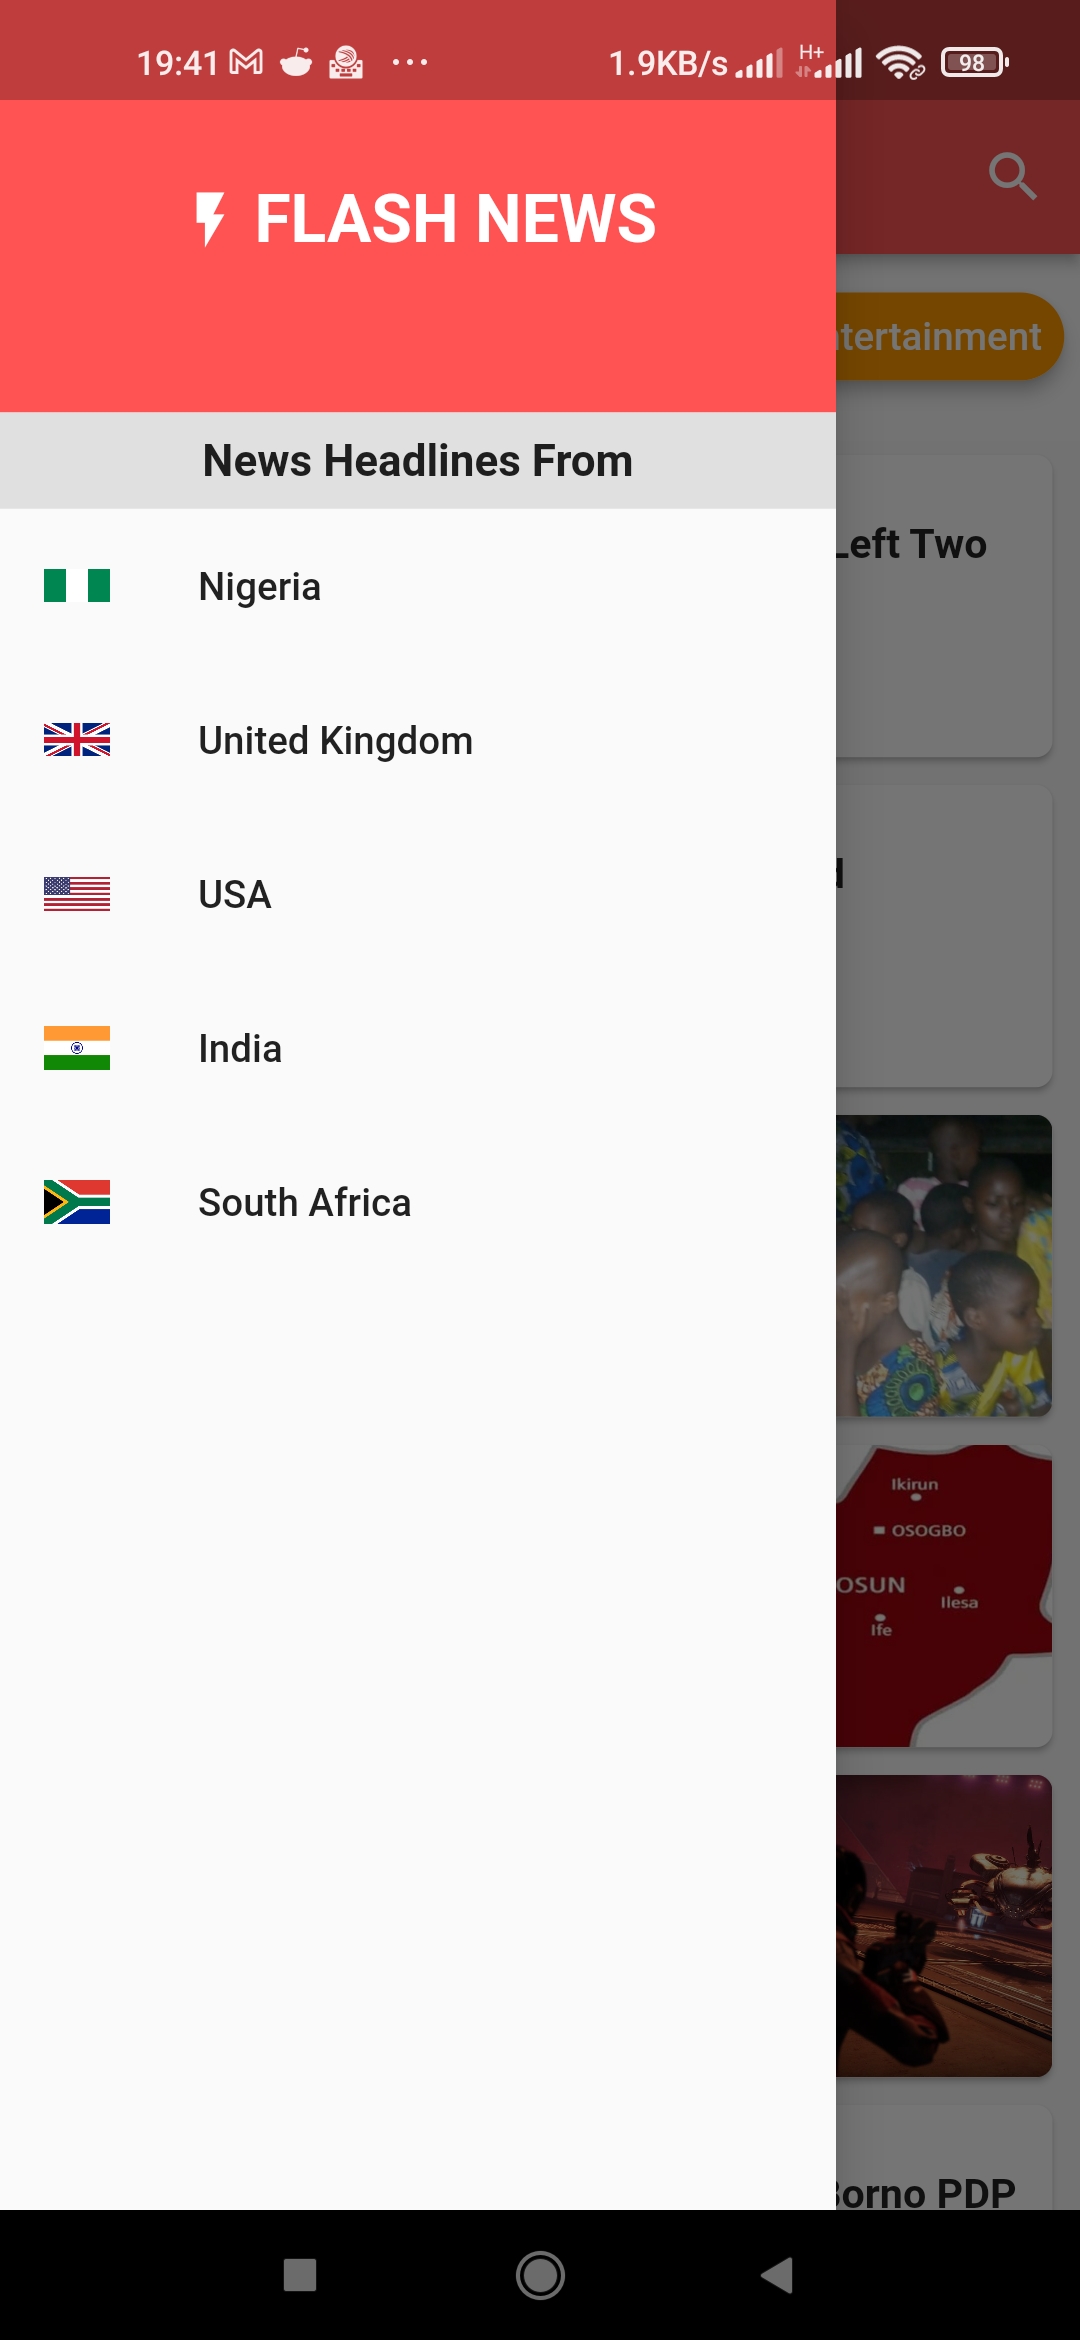 19:41
1.9KB/s
H+
98
FLASH NEWS
ntertainment
News Headlines From
Left Two
Nigeria
United Kingdom
USA
India
South Africa
Ikirun
OSOGBO
OSUN
Ilesa
Ife
Borno PDP